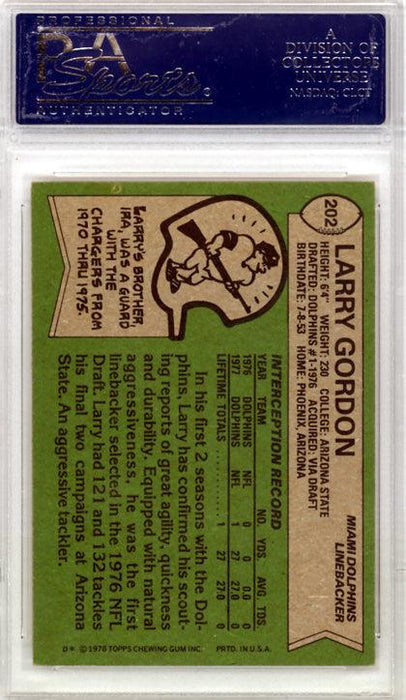 PROFESSIONAL
PSA
Sports
AUTHENTICATOR
A
DIVISION OF
COLLECTORS
UNIVERSE
NASDAQ: CLCT
202
LARRY GORDON
MIAMI DOLPHINS
LINEBACKER
HEIGHT: 6'4" WEIGHT: 230 COLLEGE: ARIZONA STATE
DRAFTED: DOLPHINS #1-1976 ACQUIRED: VIA DRAFT
BIRTHDATE: 7-8-53 HOME: PHOENIX, ARIZONA
LARRY'S BROTHER,
IRA, WAS A GUARD
WITH THE
CHARGERS FROM
1970 THRU 1975.
INTERCEPTION RECORD
YEAR TEAM NO. YDS. AVG. TDS
1976 DOLPHINS NFL 0 0 0.0 0
1977 DOLPHINS NFL 1 27 27.0 0
LIFETIME TOTALS 1 27 27.0 0
In his first 2 seasons with the Dol-
phins, Larry has confirmed his scout-
ing reports of great agility, quickness
and durability. Equipped with natural
aggressiveness, he was the first
linebacker selected in the 1976 NFL
Draft. Larry had 121 and 132 tackles
his final two campaigns at Arizona
State. An aggressive tackler.
D* © 1978 TOPPS CHEWING GUM INC. PRTD. IN U.S.A.